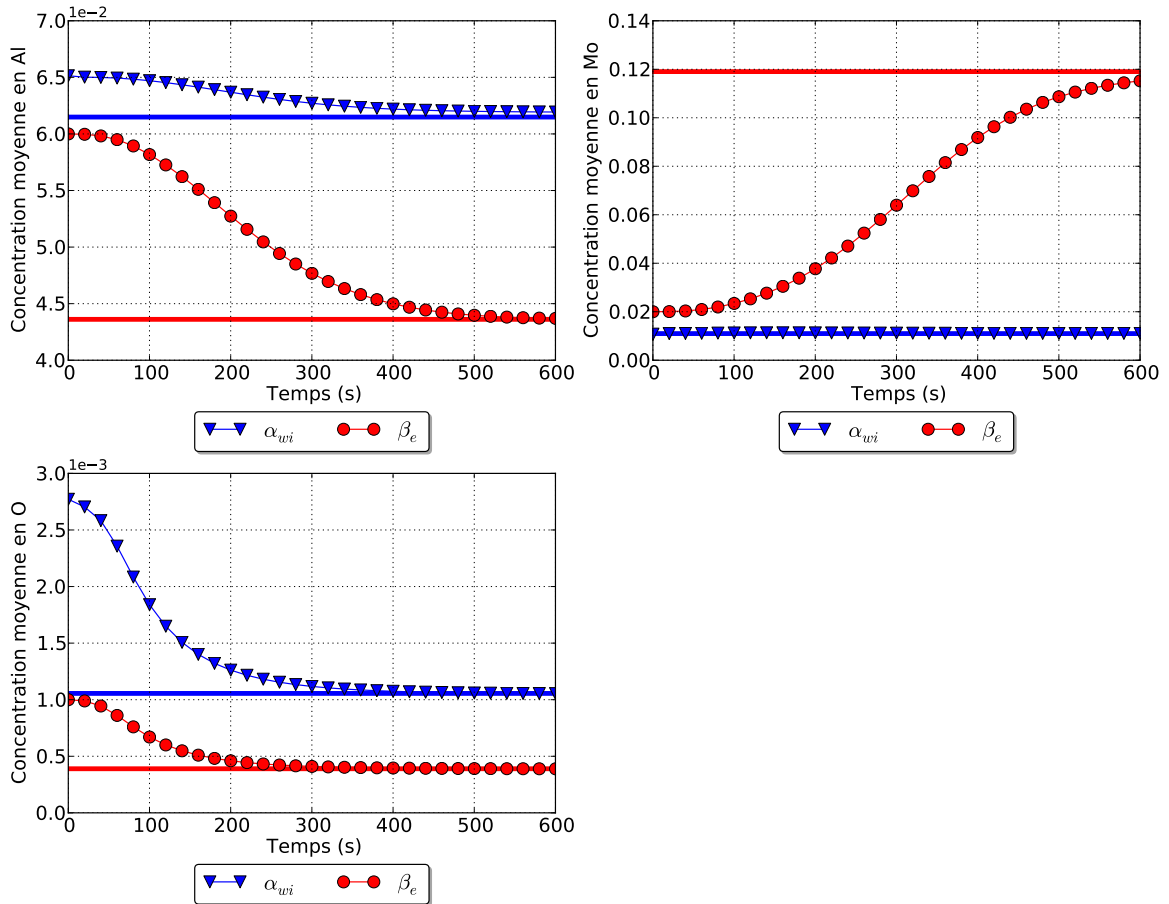 1e−2
Concentration moyenne en Al
7.0
6.5
6.0
5.5
5.0
4.5
4.0
0 100 200 300 400 500 600
Temps (s)
α_wi β_e
Concentration moyenne en Mo
0.14
0.12
0.10
0.08
0.06
0.04
0.02
0.00
0 100 200 300 400 500 600
Temps (s)
α_wi β_e
1e−3
Concentration moyenne en O
3.0
2.5
2.0
1.5
1.0
0.5
0.0
0 100 200 300 400 500 600
Temps (s)
α_wi β_e